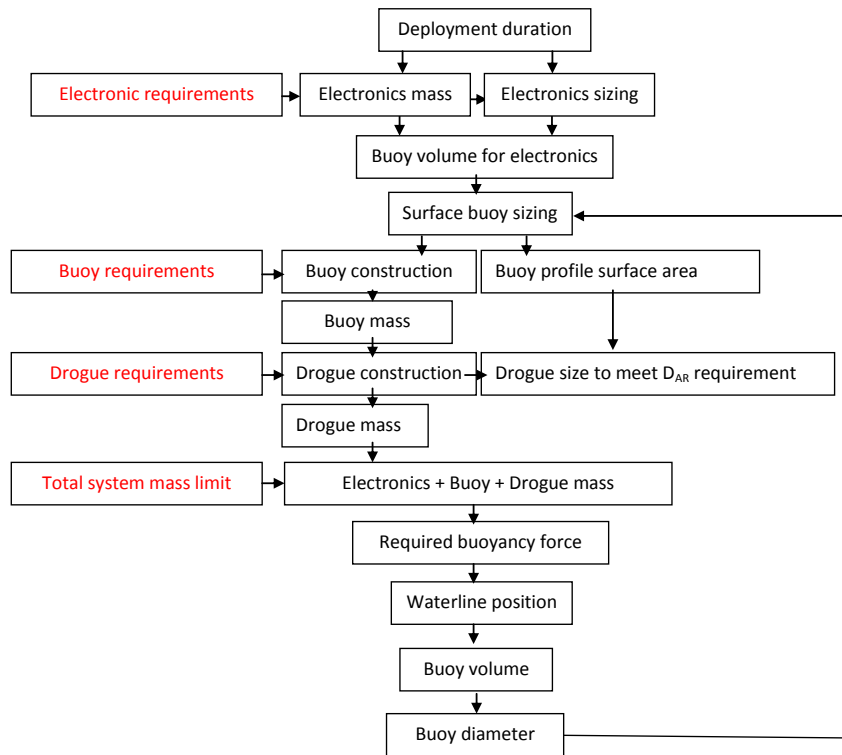 Deployment duration
Electronic requirements
Electronics mass
Electronics sizing
Buoy volume for electronics
Surface buoy sizing
Buoy requirements
Buoy construction
Buoy profile surface area
Buoy mass
Drogue requirements
Drogue construction
Drogue size to meet DAR requirement
Drogue mass
Total system mass limit
Electronics + Buoy + Drogue mass
Required buoyancy force
Waterline position
Buoy volume
Buoy diameter